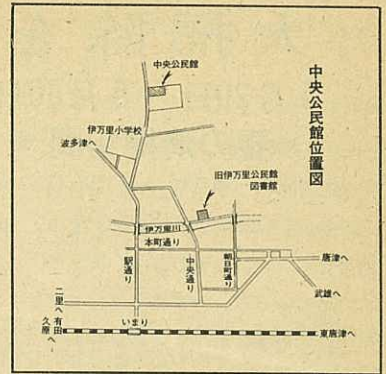 中央公民館位置図
中央公民館
伊万里小学校
波多津へ
旧伊万里公民館
図書館
伊万里川
本町通り
駅通り
中央通り
朝日町通り
唐津へ
武雄へ
二里へ
有田へ
久原へ
いまり
東唐津へ